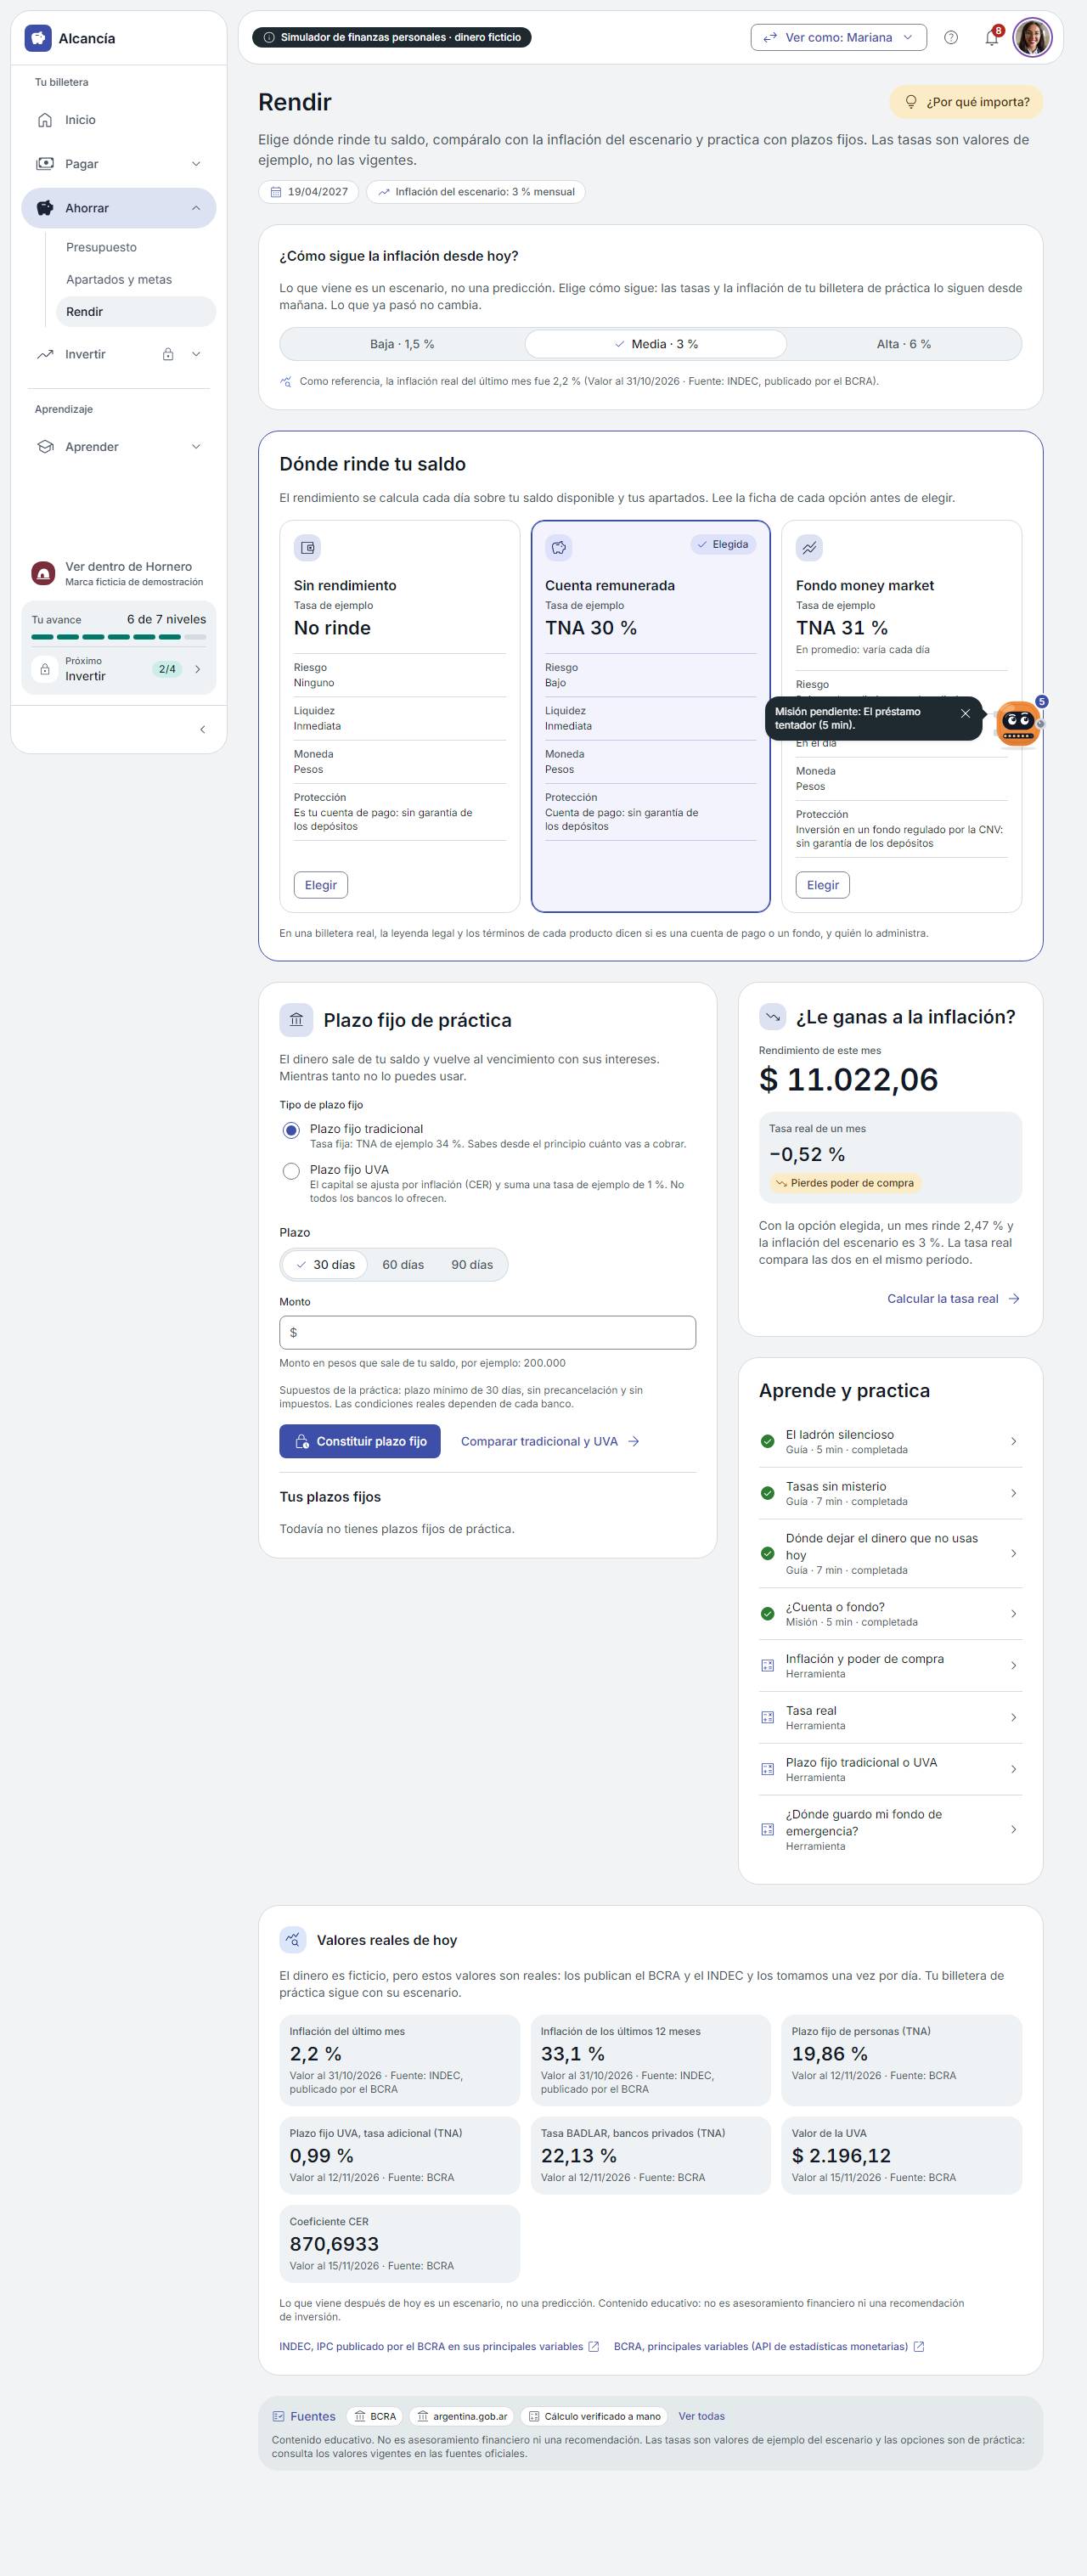 Alcancía
Tu billetera
Inicio
Pagar
Ahorrar
Presupuesto
Apartados y metas
Rendir
Invertir
Aprendizaje
Aprender
Ver dentro de Hornero
Marca ficticia de demostración
Tu avance
6 de 7 niveles
Próximo
Invertir
2/4
Simulador de finanzas personales · dinero ficticio
Ver como: Mariana
8
Rendir
¿Por qué importa?
Elige dónde rinde tu saldo, compáralo con la inflación del escenario y practica con plazos fijos. Las tasas son valores de
ejemplo, no las vigentes.
19/04/2027
Inflación del escenario: 3 % mensual
¿Cómo sigue la inflación desde hoy?
Lo que viene es un escenario, no una predicción. Elige cómo sigue: las tasas y la inflación de tu billetera de práctica lo siguen desde
mañana. Lo que ya pasó no cambia.
Baja · 1,5 %
Media · 3 %
Alta · 6 %
Como referencia, la inflación real del último mes fue 2,2 % (Valor al 31/10/2026 · Fuente: INDEC, publicado por el BCRA).
Dónde rinde tu saldo
El rendimiento se calcula cada día sobre tu saldo disponible y tus apartados. Lee la ficha de cada opción antes de elegir.
Sin rendimiento
Tasa de ejemplo
No rinde
Riesgo
Ninguno
Liquidez
Inmediata
Moneda
Pesos
Protección
Es tu cuenta de pago: sin garantía de
los depósitos
Elegir
Elegida
Cuenta remunerada
Tasa de ejemplo
TNA 30 %
Riesgo
Bajo
Liquidez
Inmediata
Moneda
Pesos
Protección
Cuenta de pago: sin garantía de
los depósitos
Fondo money market
Tasa de ejemplo
TNA 31 %
En promedio: varía cada día
Riesgo
Misión pendiente: El préstamo
tentador (5 min).
5
En el día
Moneda
Pesos
Protección
Inversión en un fondo regulado por la CNV:
sin garantía de los depósitos
Elegir
En una billetera real, la leyenda legal y los términos de cada producto dicen si es una cuenta de pago o un fondo, y quién lo administra.
Plazo fijo de práctica
El dinero sale de tu saldo y vuelve al vencimiento con sus intereses.
Mientras tanto no lo puedes usar.
Tipo de plazo fijo
Plazo fijo tradicional
Tasa fija: TNA de ejemplo 34 %. Sabes desde el principio cuánto vas a cobrar.
Plazo fijo UVA
El capital se ajusta por inflación (CER) y suma una tasa de ejemplo de 1 %. No
todos los bancos lo ofrecen.
Plazo
30 días
60 días
90 días
Monto
$
Monto en pesos que sale de tu saldo, por ejemplo: 200.000
Supuestos de la práctica: plazo mínimo de 30 días, sin precancelación y sin
impuestos. Las condiciones reales dependen de cada banco.
Constituir plazo fijo
Comparar tradicional y UVA
Tus plazos fijos
Todavía no tienes plazos fijos de práctica.
¿Le ganas a la inflación?
Rendimiento de este mes
$ 11.022,06
Tasa real de un mes
−0,52 %
Pierdes poder de compra
Con la opción elegida, un mes rinde 2,47 % y
la inflación del escenario es 3 %. La tasa real
compara las dos en el mismo período.
Calcular la tasa real
Aprende y practica
El ladrón silencioso
Guía · 5 min · completada
Tasas sin misterio
Guía · 7 min · completada
Dónde dejar el dinero que no usas
hoy
Guía · 7 min · completada
¿Cuenta o fondo?
Misión · 5 min · completada
Inflación y poder de compra
Herramienta
Tasa real
Herramienta
Plazo fijo tradicional o UVA
Herramienta
¿Dónde guardo mi fondo de
emergencia?
Herramienta
Valores reales de hoy
El dinero es ficticio, pero estos valores son reales: los publican el BCRA y el INDEC y los tomamos una vez por día. Tu billetera de
práctica sigue con su escenario.
Inflación del último mes
2,2 %
Valor al 31/10/2026 · Fuente: INDEC,
publicado por el BCRA
Inflación de los últimos 12 meses
33,1 %
Valor al 31/10/2026 · Fuente: INDEC,
publicado por el BCRA
Plazo fijo de personas (TNA)
19,86 %
Valor al 12/11/2026 · Fuente: BCRA
Plazo fijo UVA, tasa adicional (TNA)
0,99 %
Valor al 12/11/2026 · Fuente: BCRA
Tasa BADLAR, bancos privados (TNA)
22,13 %
Valor al 12/11/2026 · Fuente: BCRA
Valor de la UVA
$ 2.196,12
Valor al 15/11/2026 · Fuente: BCRA
Coeficiente CER
870,6933
Valor al 15/11/2026 · Fuente: BCRA
Lo que viene después de hoy es un escenario, no una predicción. Contenido educativo: no es asesoramiento financiero ni una recomendación
de inversión.
INDEC, IPC publicado por el BCRA en sus principales variables
BCRA, principales variables (API de estadísticas monetarias)
Fuentes
BCRA
argentina.gob.ar
Cálculo verificado a mano
Ver todas
Contenido educativo. No es asesoramiento financiero ni una recomendación. Las tasas son valores de ejemplo del escenario y las opciones son de práctica:
consulta los valores vigentes en las fuentes oficiales.